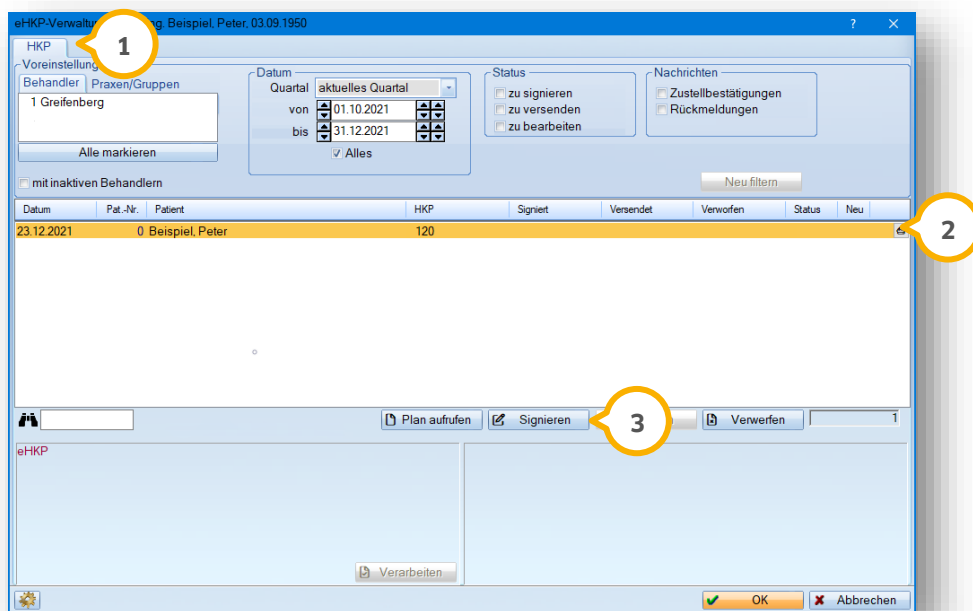 eHKP-Verwaltu ng. Beispiel, Peter, 03.09.1950
?
HKP
1
Voreinstellung
Behandler Praxen/Gruppen
1 Greifenberg
Alle markieren
mit inaktiven Behandlern
Datum
Quartal aktuelles Quartal
von 01.10.2021
bis 31.12.2021
Alles
Status
zu signieren
zu versenden
zu bearbeiten
Nachrichten
Zustellbestätigungen
Rückmeldungen
Neu filtern
Datum Pat.-Nr. Patient HKP Signiert Versendet Verworfen Status Neu
23.12.2021 0 Beispiel, Peter 120
2
Plan aufrufen Signieren 3 Verwerfen 1
eHKP
Verarbeiten
OK Abbrechen